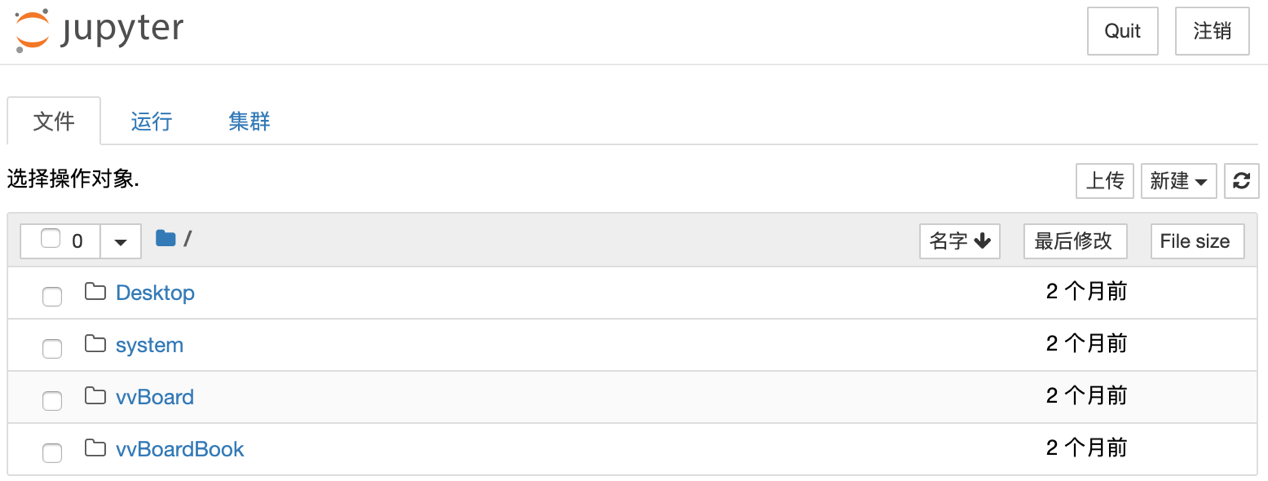 jupyter Quit 注销
文件 运行 集群
选择操作对象. 上传 新建
0 / 名字 最后修改 File size
Desktop 2 个月前
system 2 个月前
vvBoard 2 个月前
vvBoardBook 2 个月前